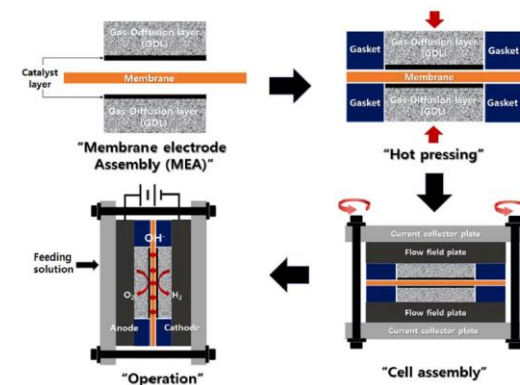 Gas Diffusion layer
(GDL)
Catalyst
layer
Membrane
Gas Diffusion layer
(GDL)
"Membrane electrode
Assembly (MEA)"
Gasket
Gas Diffusion layer
(GDL)
Gasket
Membrane
Gasket
Gas Diffusion layer
(GDL)
Gasket
"Hot pressing"
Current collector plate
Flow field plate
Flow field plate
Current collector plate
"Cell assembly"
Feeding
solution
OH-
O2
H2
Anode
Cathode
"Operation"